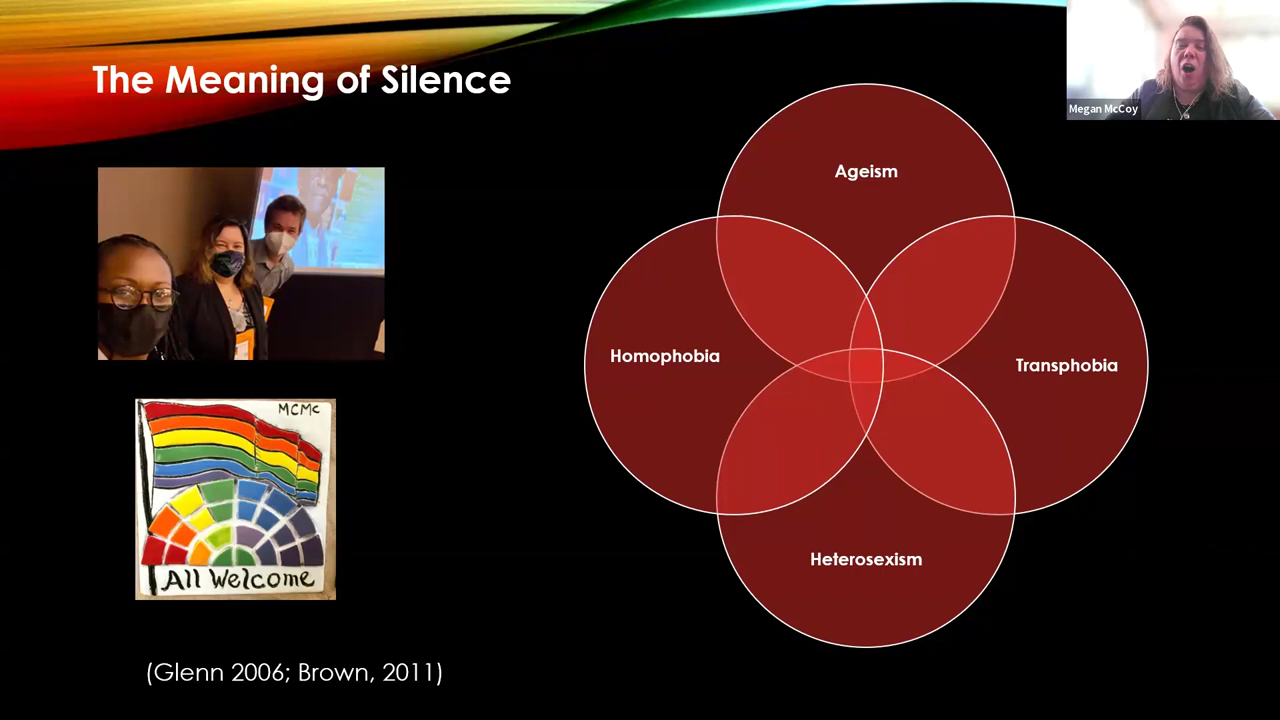 The Meaning of Silence
Megan McCoy
Ageism
Homophobia
Transphobia
Heterosexism
MCMc
All Welcome
(Glenn 2006; Brown, 2011)